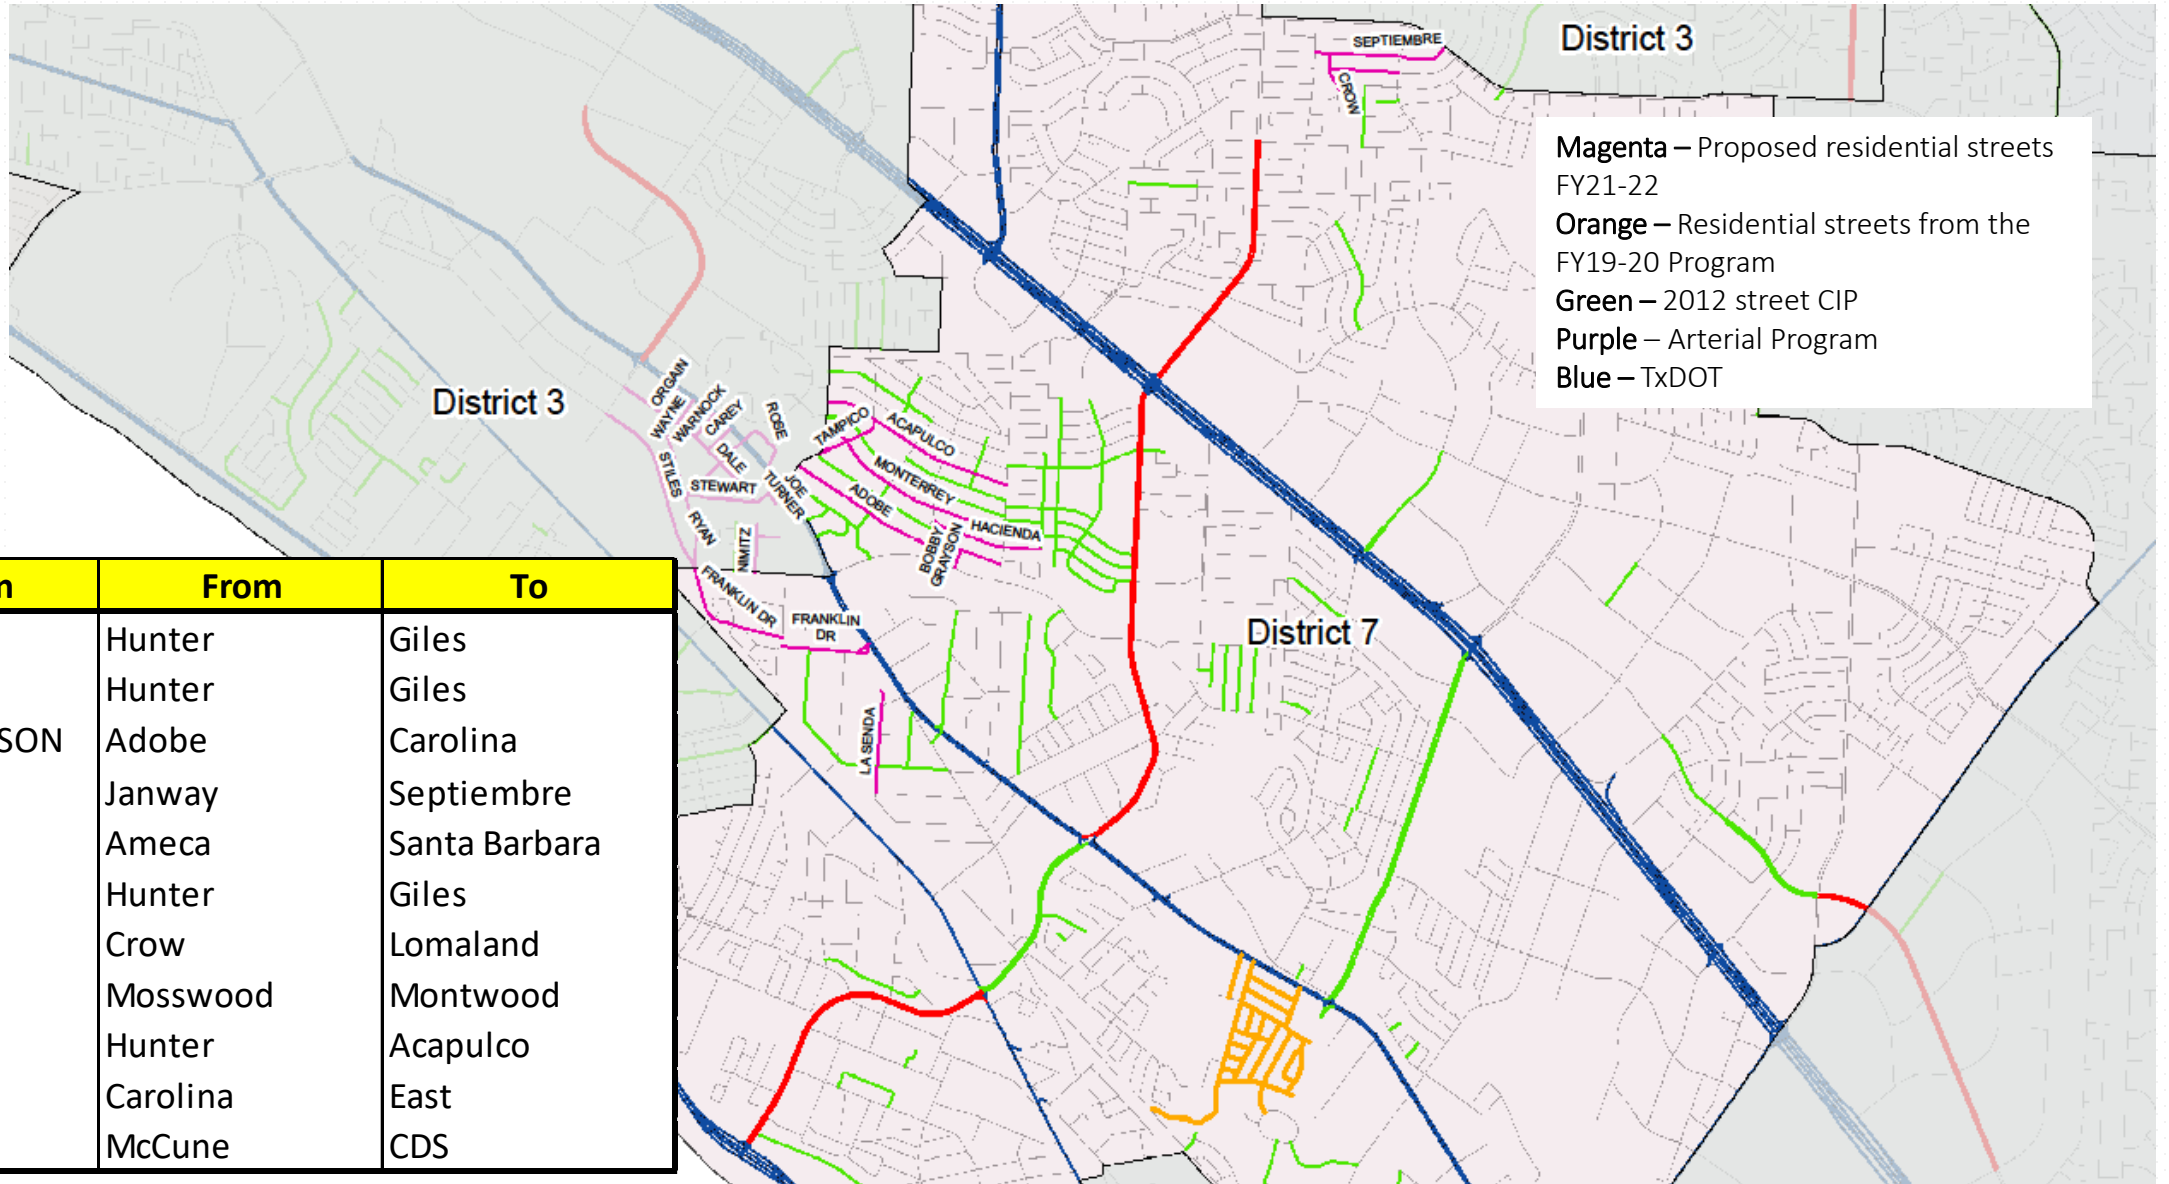 SEPTIEMBRE
District 3
CROW
Magenta – Proposed residential streets
FY21-22
Orange – Residential streets from the
FY19-20 Program
Green – 2012 street CIP
Purple – Arterial Program
Blue – TxDOT
District 3
ORGAIN
WAYNE
WARNOCK
CAREY
ROSE
TAMPICO
ACAPULCO
DALE
STILES
STEWART
JOE
TURNER
MONTERREY
ADOBE
HACIENDA
BOBBY
GRAYSON
RYAN
NIMITZ
FRANKLIN DR
FRANKLIN
DR
District 7
LA SENDA
From To
Hunter Giles
Hunter Giles
SON Adobe Carolina
Janway Septiembre
Ameca Santa Barbara
Hunter Giles
Crow Lomaland
Mosswood Montwood
Hunter Acapulco
Carolina East
McCune CDS